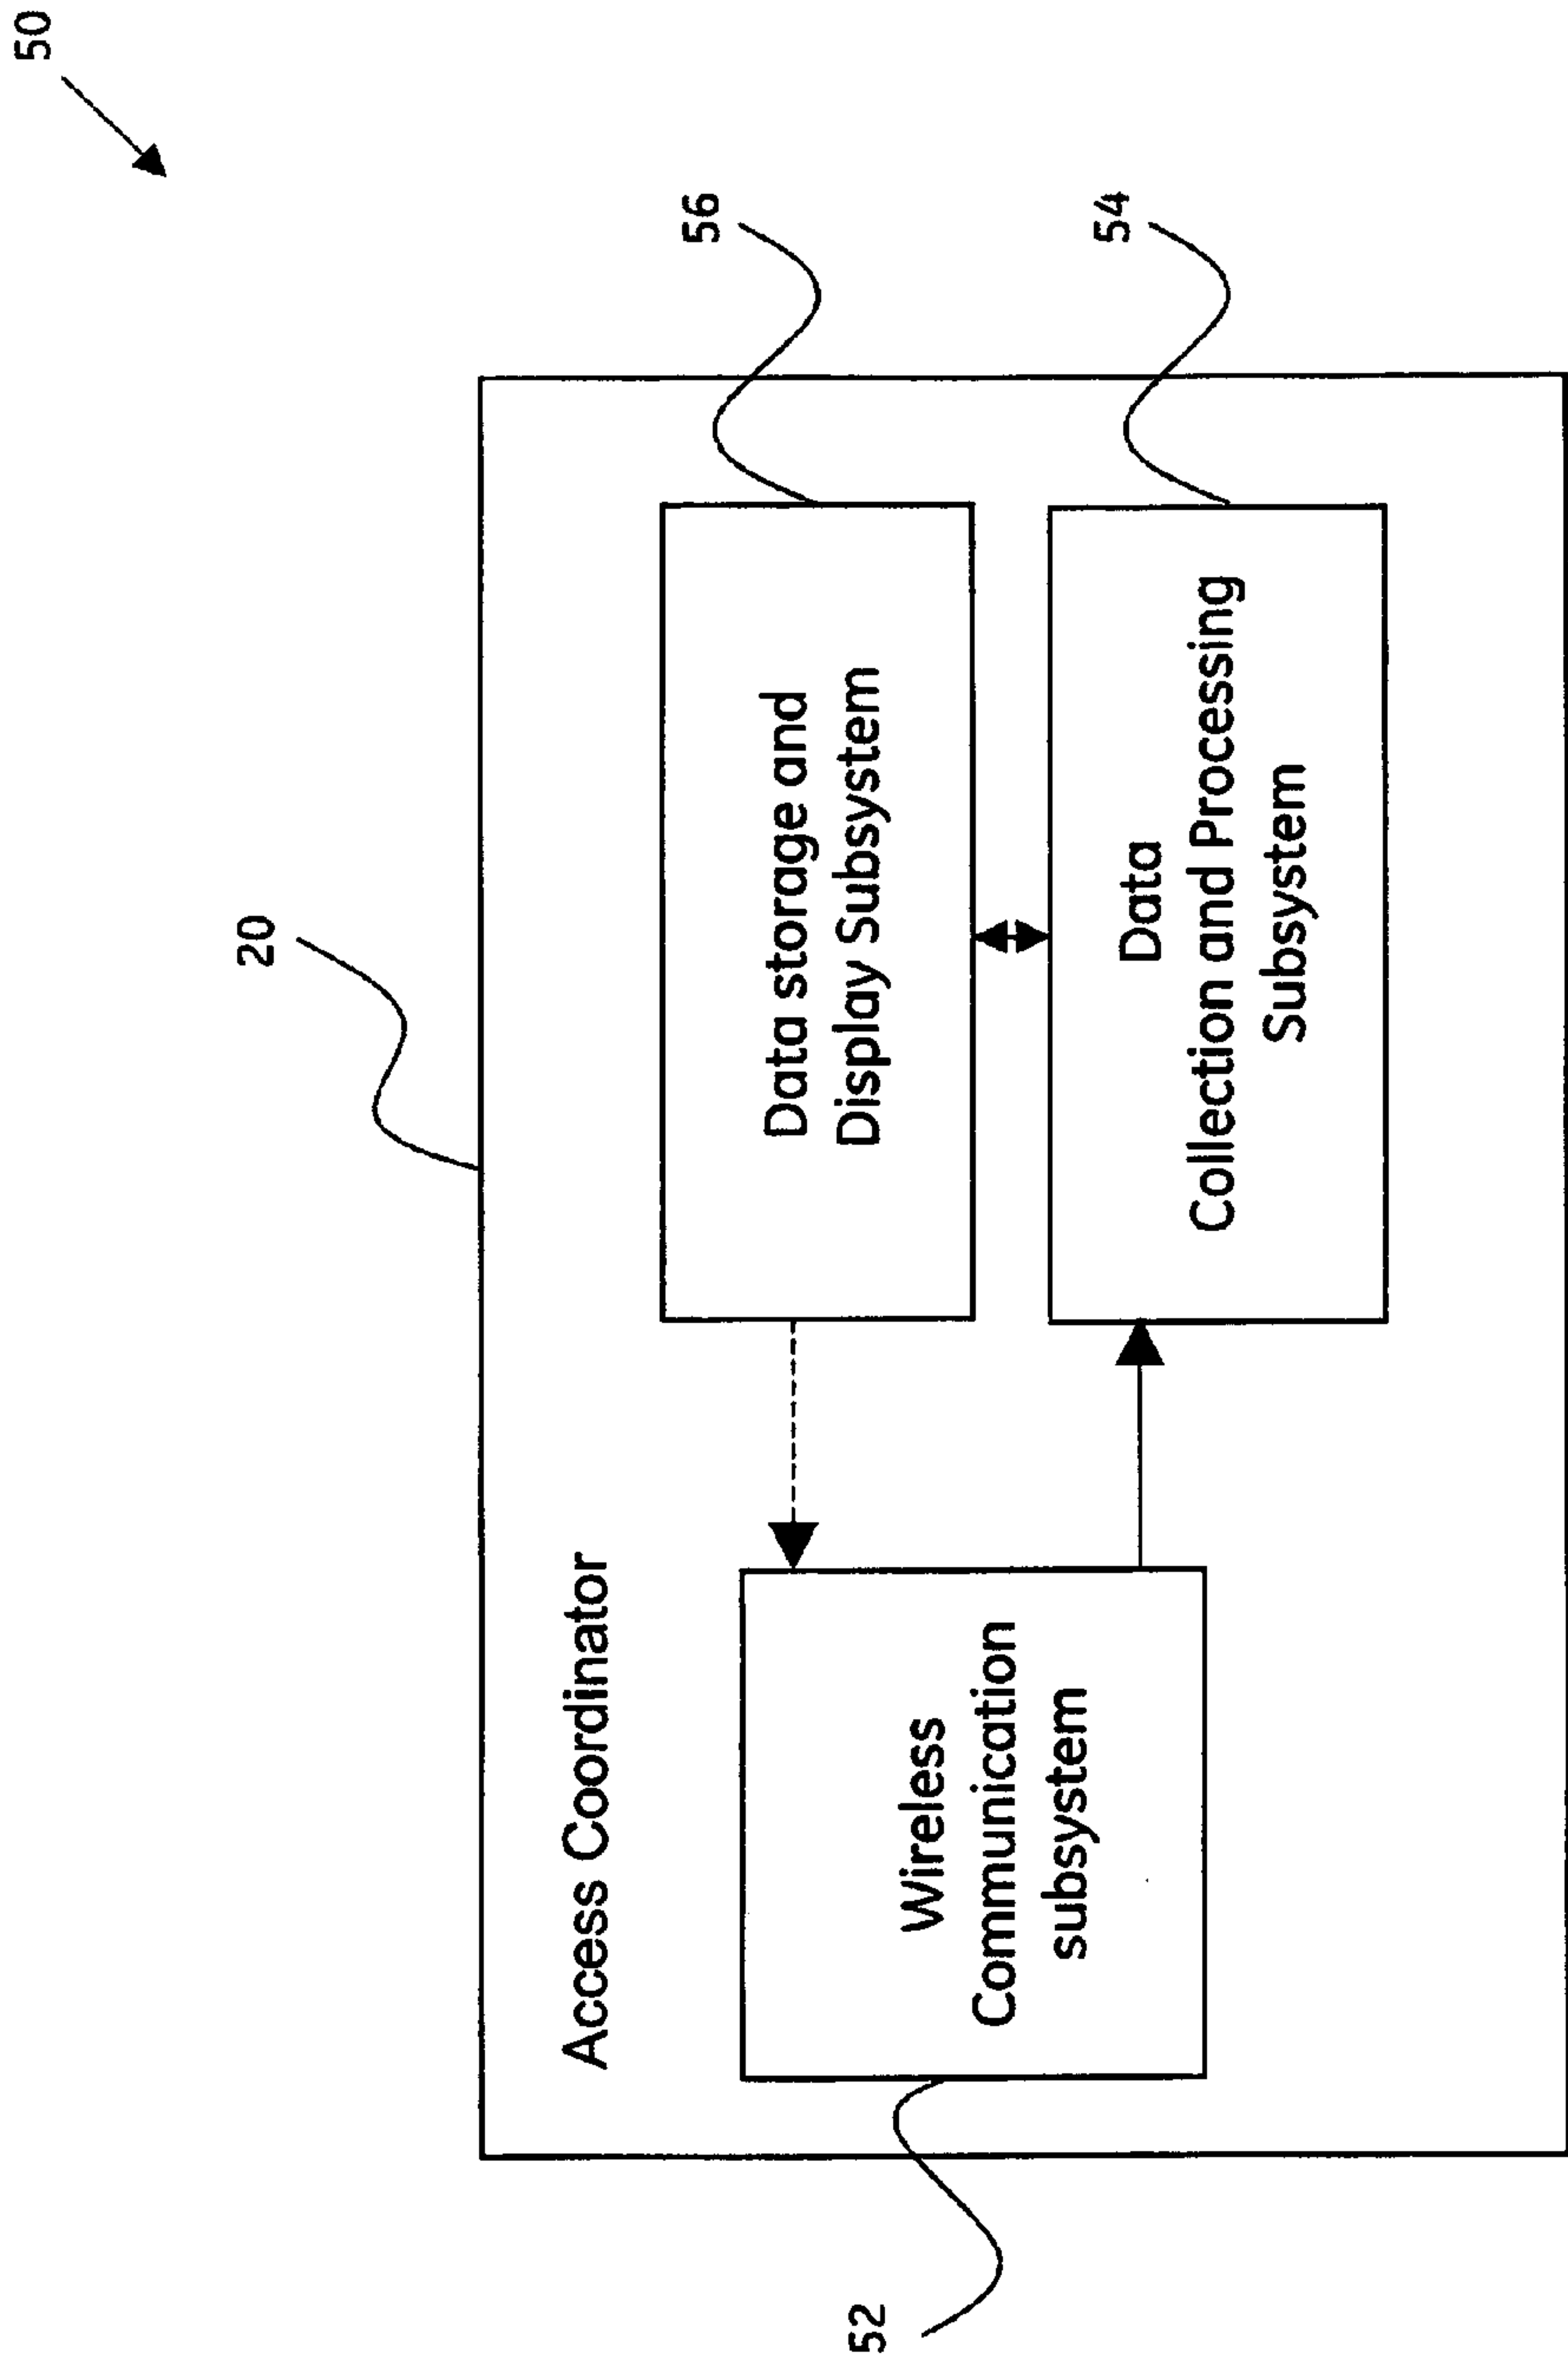 50
20
Access Coordinator
56
Data storage and
Display Subsystem
54
Data
Collection and Processing
Subsystem
52
Wireless
Communication
subsystem